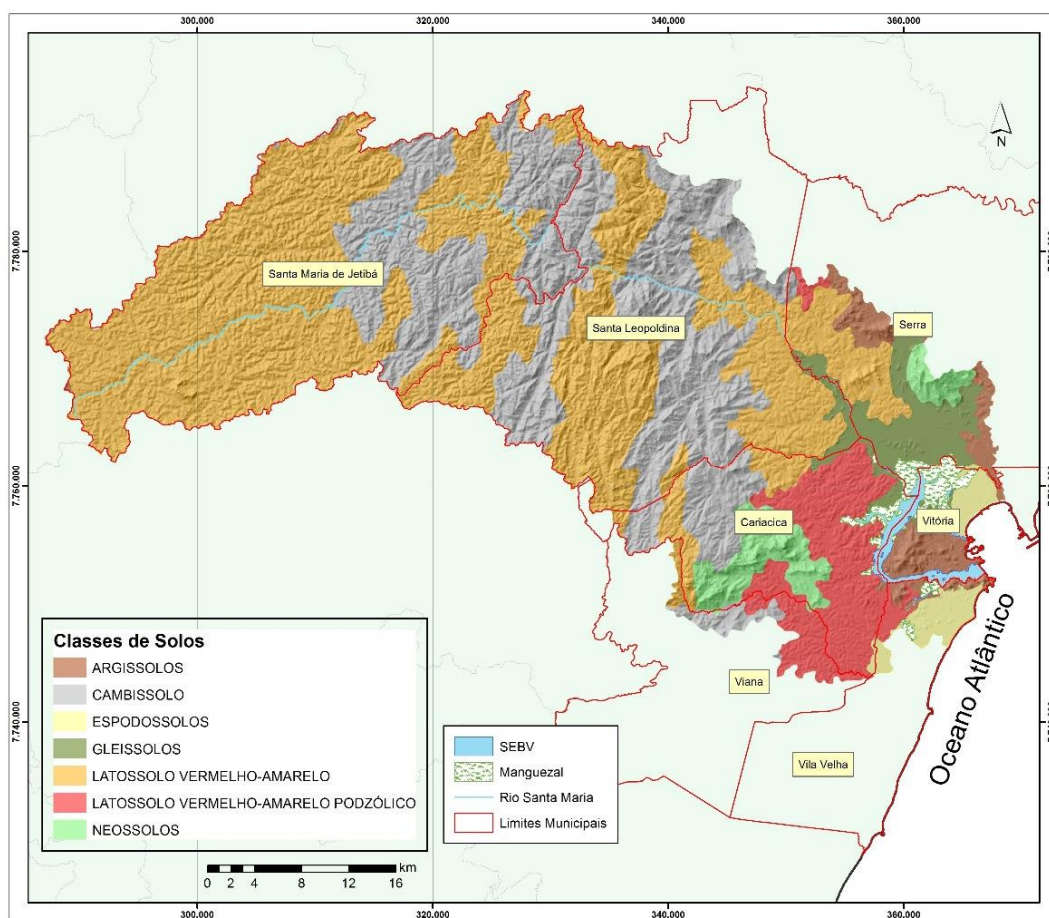 300.000 320.000 340.000 360.000
N
7.780.000
Santa Maria de Jetibá
Santa Leopoldina
Serra
7.760.000
Cariacica
Vitória
Oceano Atlântico
Viana
7.740.000
Vila Velha
Classes de Solos
ARGISSOLOS
CAMBISSOLO
ESPODOSSOLOS
GLEISSOLOS
LATOSSOLO VERMELHO-AMARELO
LATOSSOLO VERMELHO-AMARELO PODZÓLICO
NEOSSOLOS
SEBV
Manguezal
Rio Santa Maria
Limites Municipais
km
0 2 4 8 12 16
300.000 320.000 340.000 360.000